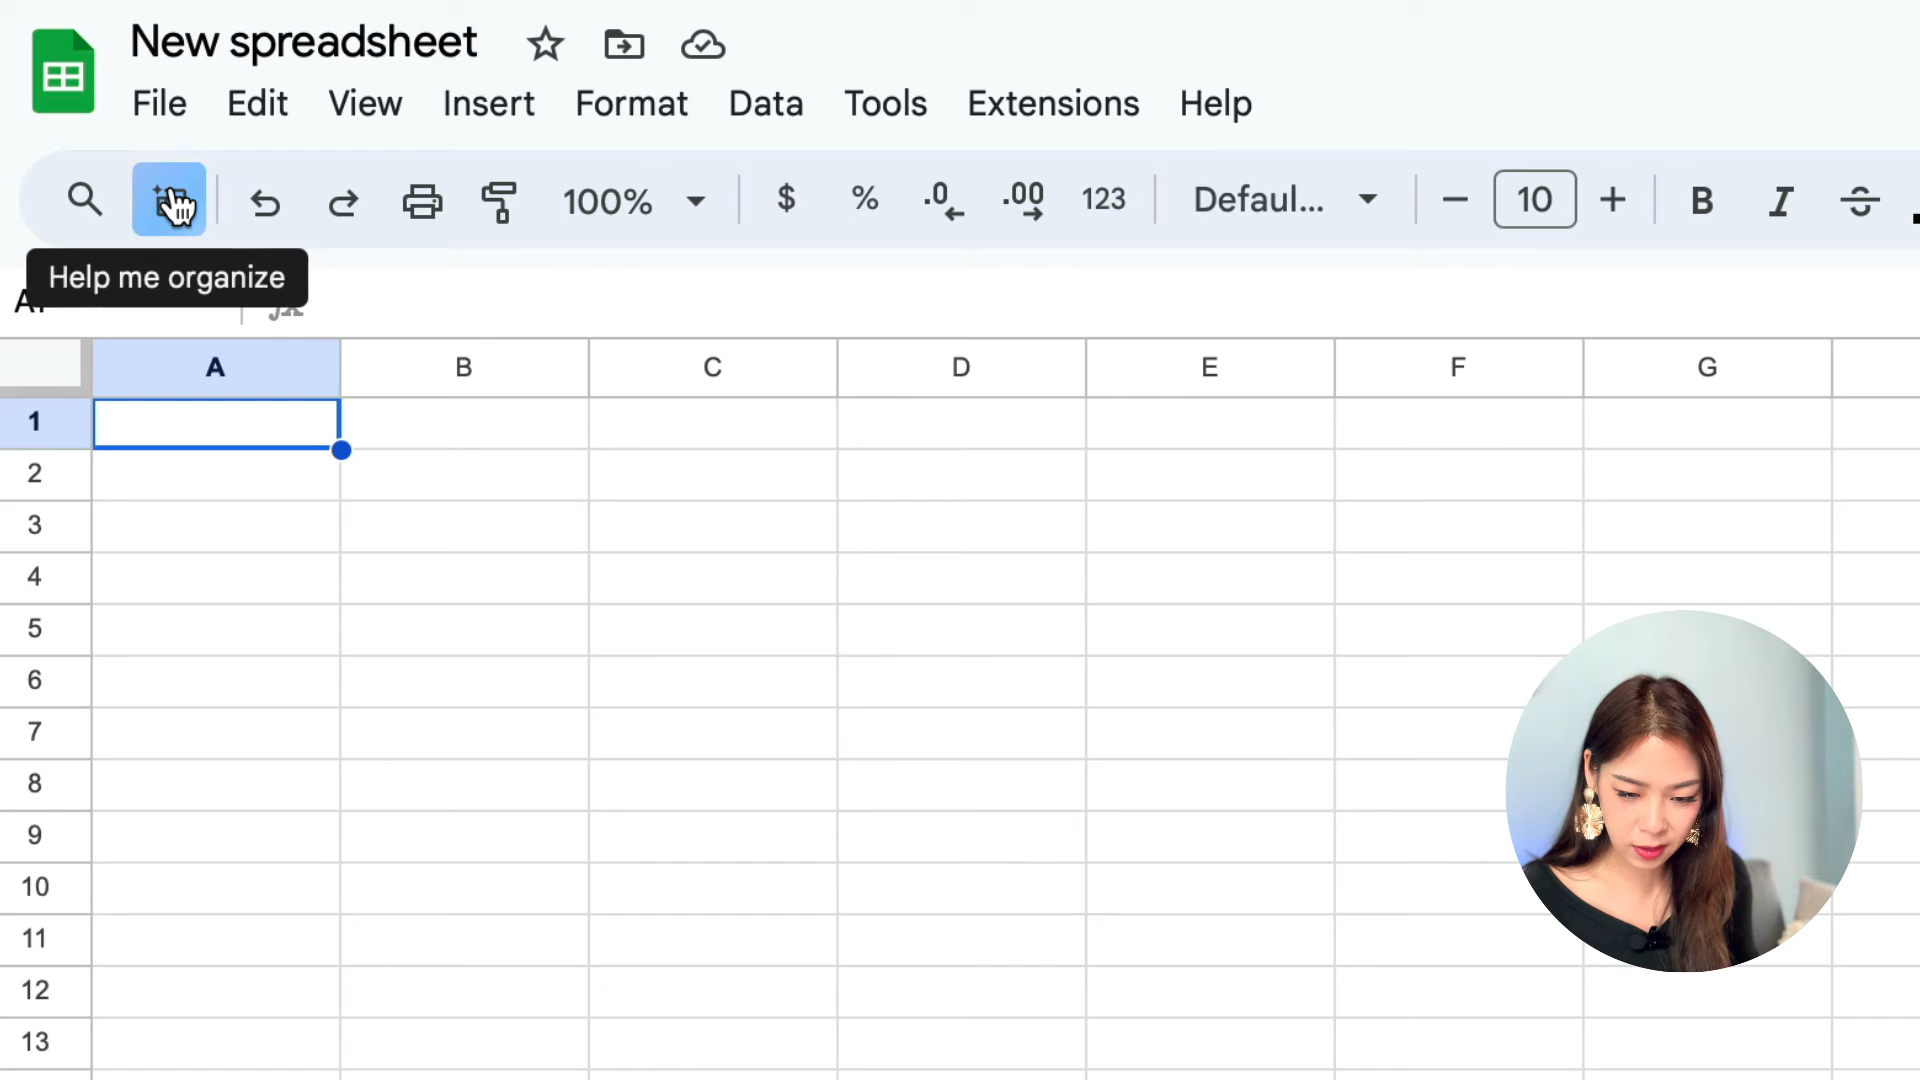 New spreadsheet
File Edit View Insert Format Data Tools Extensions Help
100% $ % .0 .00 123 Defaul... 10 B I S
Help me organize
fx
A B C D E F G
1
2
3
4
5
6
7
8
9
10
11
12
13